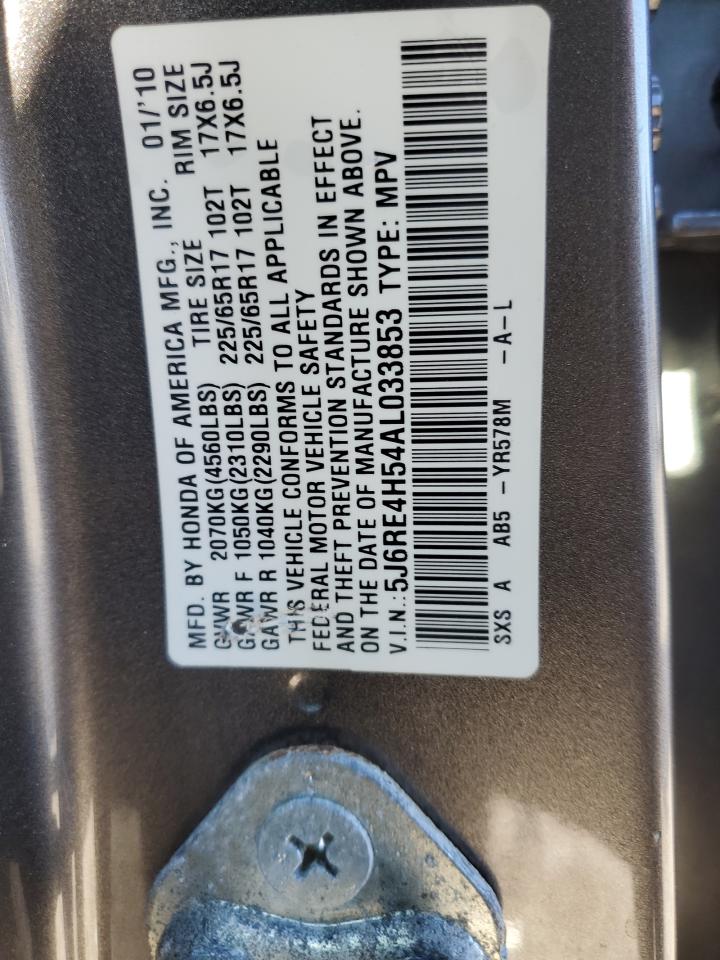 MFD. BY HONDA OF AMERICA MFG., INC. 01/'10
TIRE SIZE RIM SIZE
GVWR 2070KG(4560LBS)
GAWR F 1050KG(2310LBS) 225/65R17 102T 17X6.5J
GAWR R 1040KG(2290LBS) 225/65R17 102T 17X6.5J
THIS VEHICLE CONFORMS TO ALL APPLICABLE
FEDERAL MOTOR VEHICLE SAFETY
AND THEFT PREVENTION STANDARDS IN EFFECT
ON THE DATE OF MANUFACTURE SHOWN ABOVE.
V.I.N.:5J6RE4H54AL033853 TYPE: MPV
SXS A AB5 -YR578M -A-L